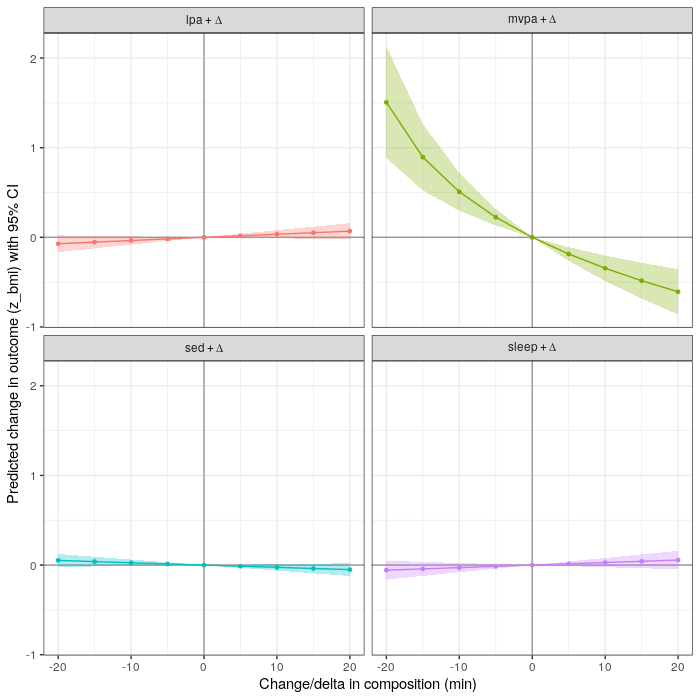 lpa + Δ
mvpa + Δ
2
1
0
-1
sed + Δ
sleep + Δ
2
1
0
-1
-20 -10 0 10 20 -20 -10 0 10 20
Change/delta in composition (min)
Predicted change in outcome (z_bmi) with 95% CI